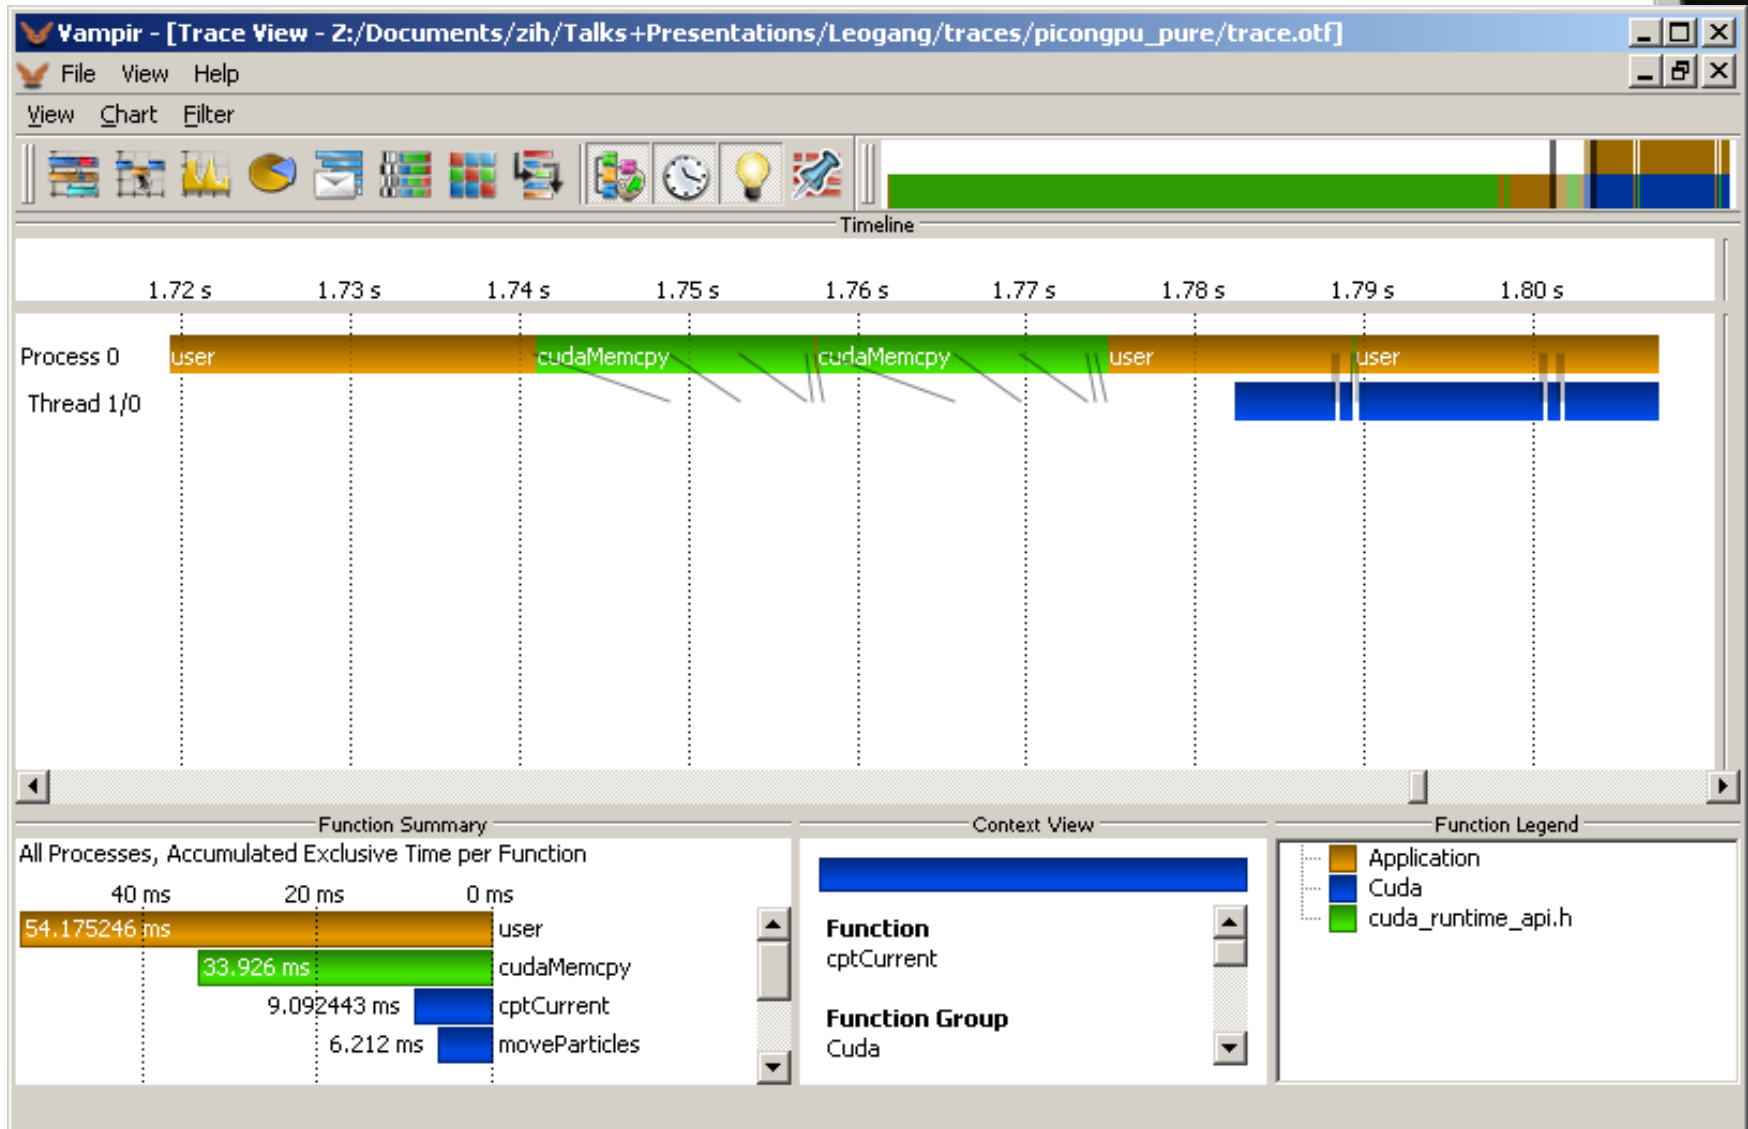 Vampir - [Trace View - Z:/Documents/zih/Talks+Presentations/Leogang/traces/picongpu_pure/trace.otf]
File View Help
View Chart Filter
Timeline
1.72 s 1.73 s 1.74 s 1.75 s 1.76 s 1.77 s 1.78 s 1.79 s 1.80 s
Process 0 user cudaMemcpy cudaMemcpy user user
Thread 1/0
Function Summary
All Processes, Accumulated Exclusive Time per Function
40 ms 20 ms 0 ms
54.175246 ms user
33.926 ms cudaMemcpy
9.092443 ms cptCurrent
6.212 ms moveParticles
Context View
Function
cptCurrent
Function Group
Cuda
Function Legend
Application
Cuda
cuda_runtime_api.h